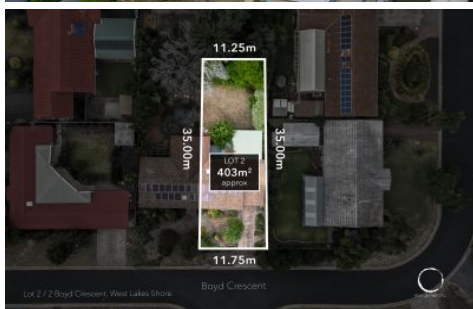 11.25m
35.00m
35.00m
LOT 2
403m²
approx
11.75m
Boyd Crescent
Lot 2 / 2 Boyd Crescent, West Lakes Shore